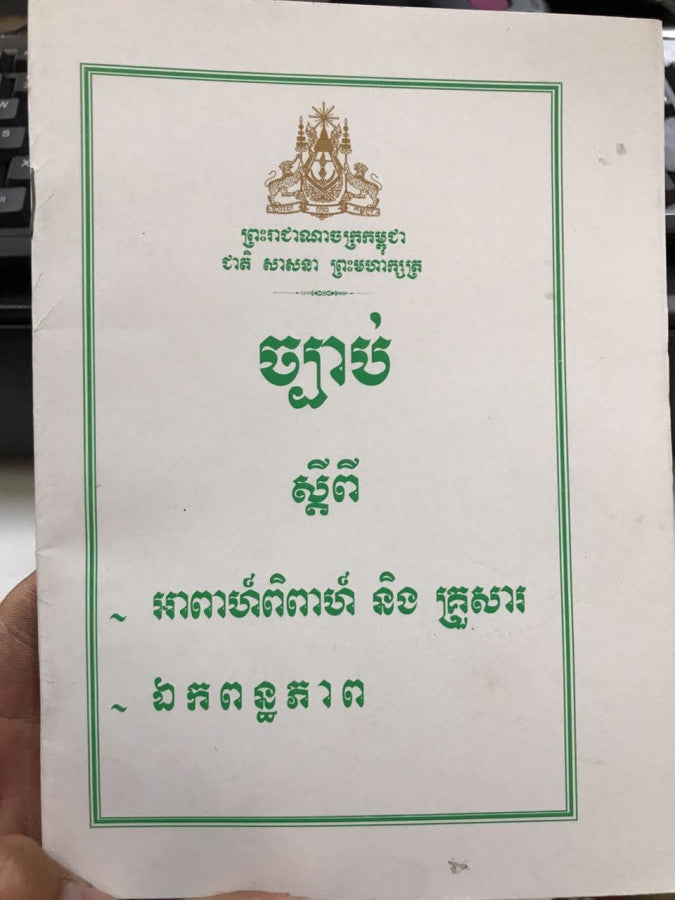 ព្រះរាជាណាចក្រកម្ពុជា
ជាតិ សាសនា ព្រះមហាក្សត្រ
ច្បាប់
ស្តីពី
~ អាពាហ៍ពិពាហ៍ និង គ្រួសារ
~ ឯកពន្ធភាព